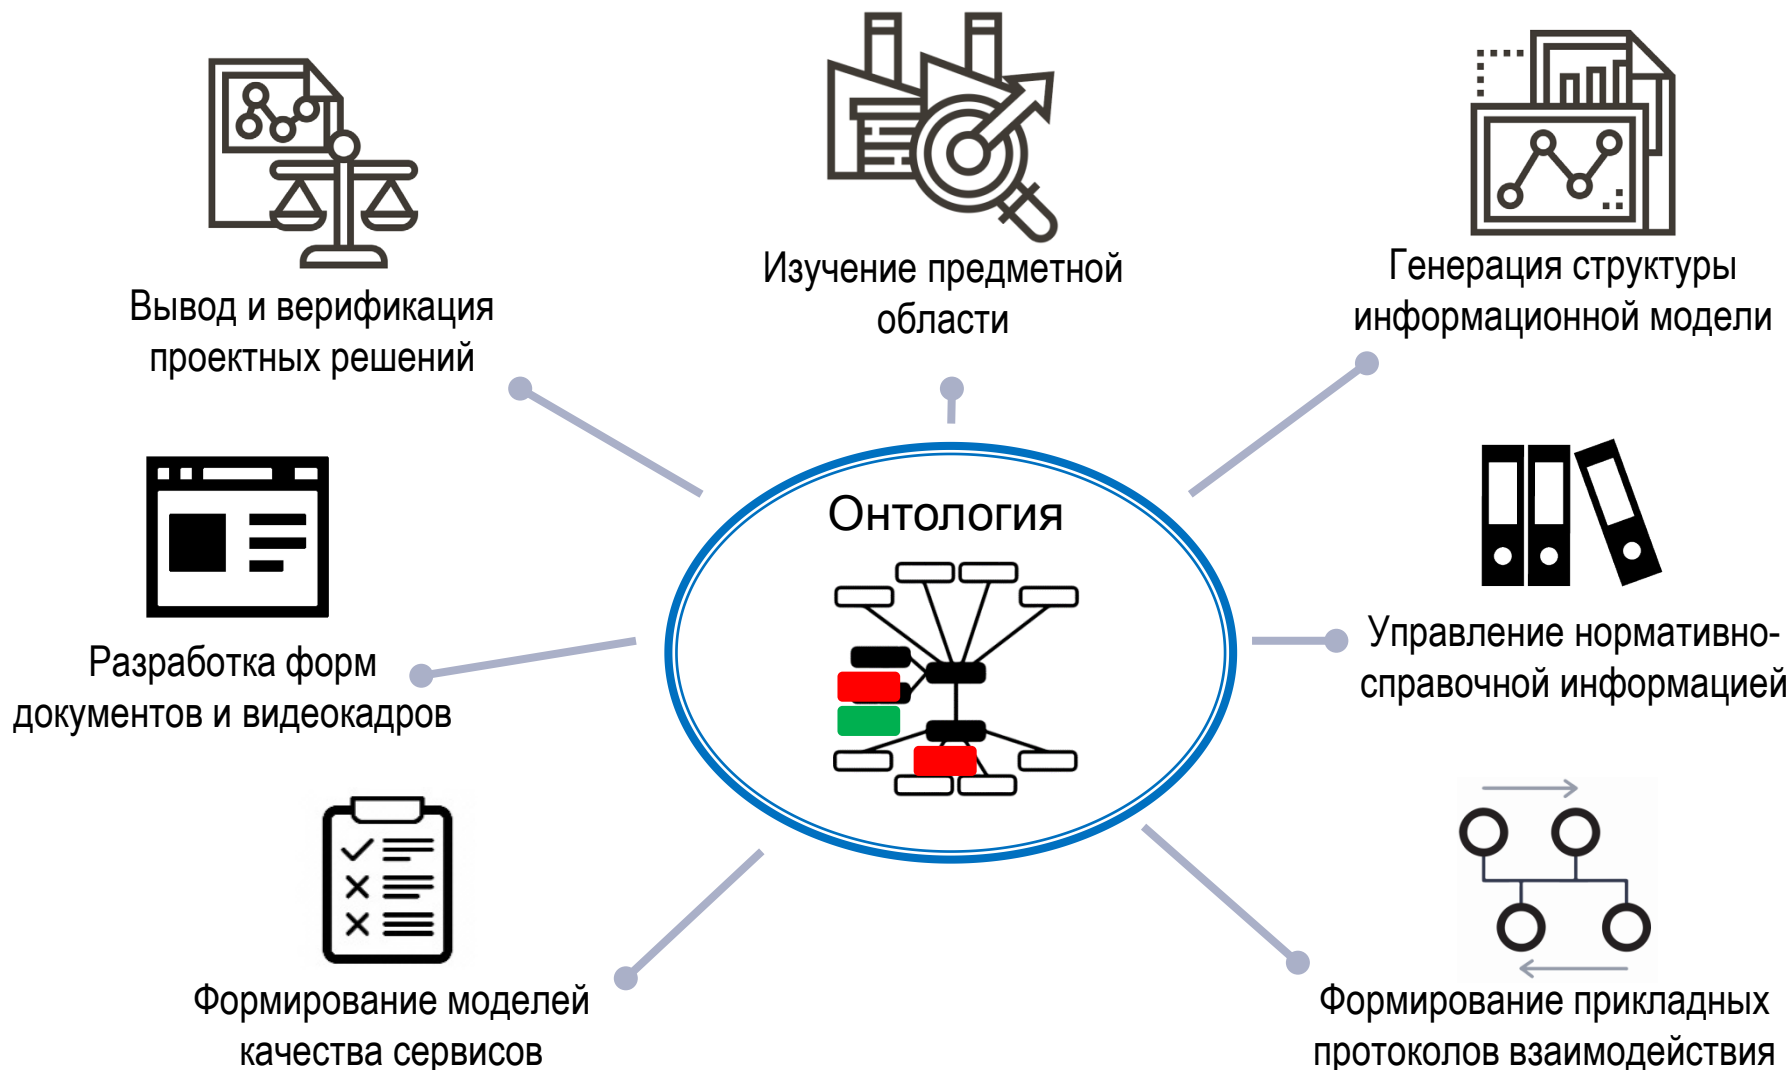 Вывод и верификация
проектных решений
Изучение предметной
области
Генерация структуры
информационной модели
Онтология
Разработка форм
документов и видеокадров
Управление нормативно-
справочной информацией
Формирование моделей
качества сервисов
Формирование прикладных
протоколов взаимодействия